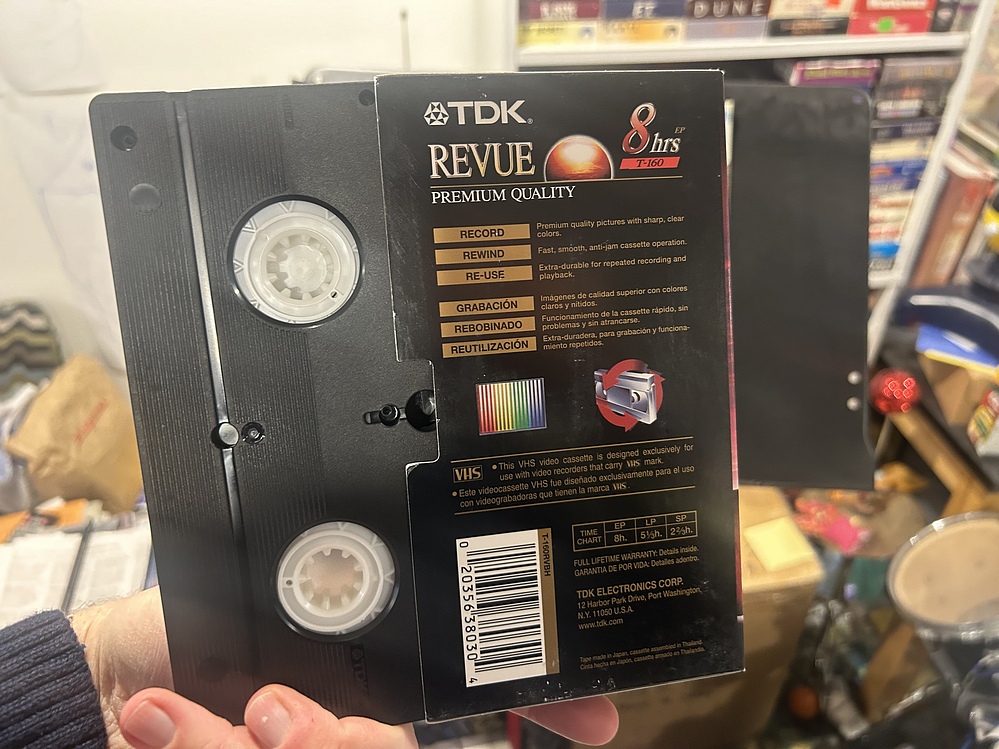 DUNE
TDK
8 hrs EP
T-160
REVUE
PREMIUM QUALITY
RECORD
Premium quality pictures with sharp, clear
colors.
REWIND
Fast, smooth, anti-jam cassette operation.
RE-USE
Extra-durable for repeated recording and
playback.
GRABACIÓN
Imágenes de calidad superior con colores
claros y nítidos.
REBOBINADO
Funcionamiento de la cassette rápido, sin
problemas y sin atrancarse.
REUTILIZACIÓN
Extra-duradera, para grabación y funciona-
miento repetidos.
VHS
• This VHS video cassette is designed exclusively for
use with video recorders that carry VHS mark.
• Este videocassette VHS fue diseñado exclusivamente para el uso
con videograbadoras que tienen la marca VHS.
TIME CHART
EP LP SP
8h. 5⅓h. 2⅔h.
FULL LIFETIME WARRANTY: Details inside.
GARANTIA DE POR VIDA: Detalles adentro.
TDK ELECTRONICS CORP.
12 Harbor Park Drive, Port Washington,
N.Y. 11050 U.S.A.
www.tdk.com
Tape made in Japan, cassette assembled in Thailand.
Cinta hecha en Japón, cassette armada en Thailandia.
T-160RVBH
0 20356 38030 4